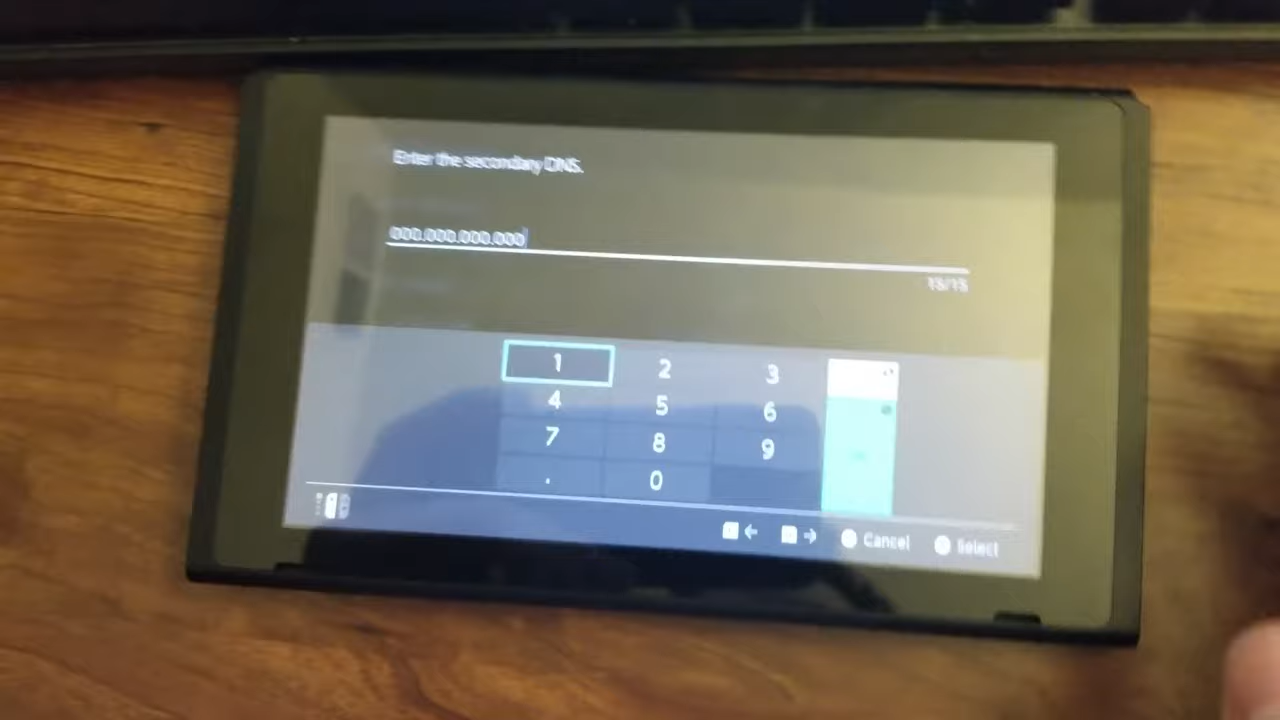 Enter the secondary DNS.
000.000.000.000
15/15
1 2 3
4 5 6
7 8 9
. 0
Cancel Select